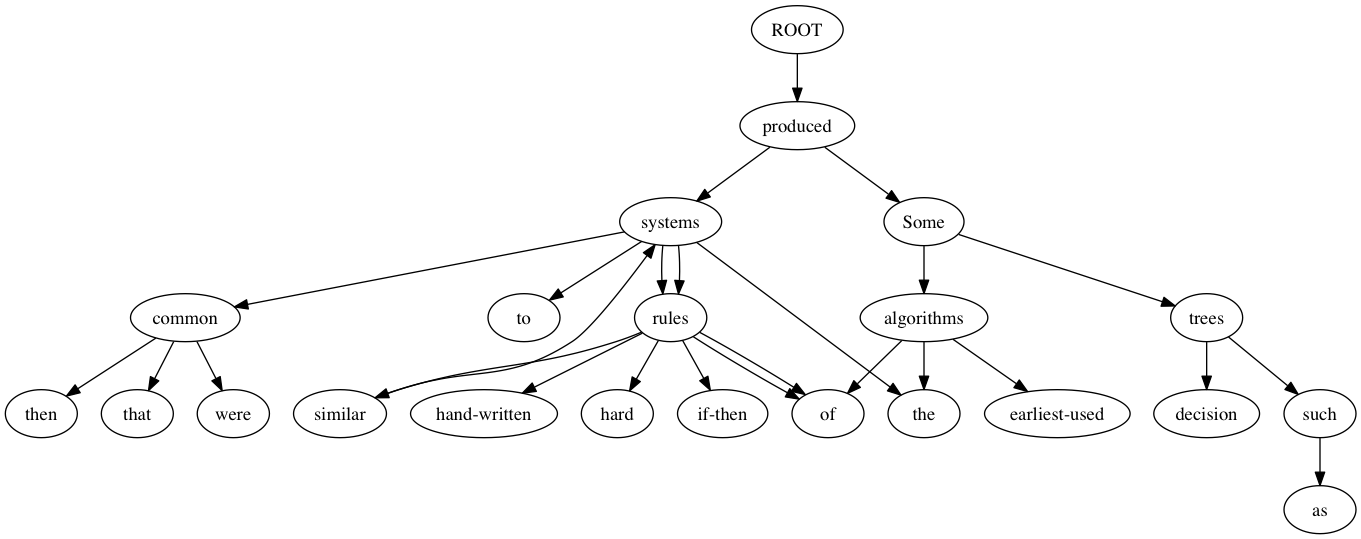 ROOT
produced
systems Some
common to rules algorithms trees
then that were similar hand-written hard if-then of the earliest-used decision such
as